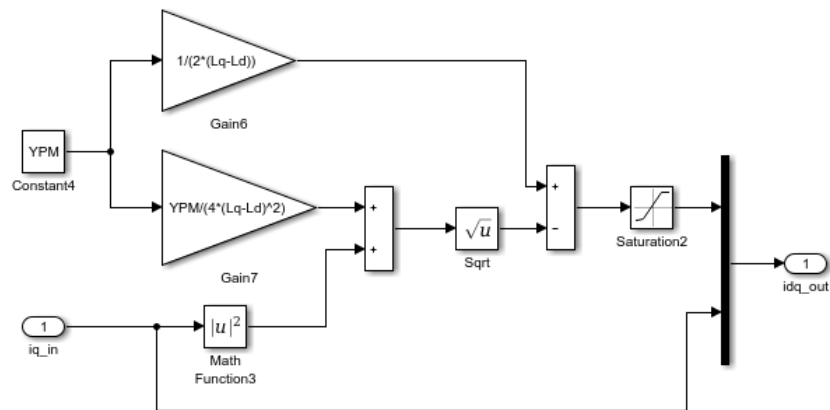 1/(2*(Lq-Ld))
Gain6
YPM
Constant4
YPM/(4*(Lq-Ld)^2)
Gain7
+
+
√u
Sqrt
+
−
Saturation2
1
idq_out
1
iq_in
|u|²
Math
Function3